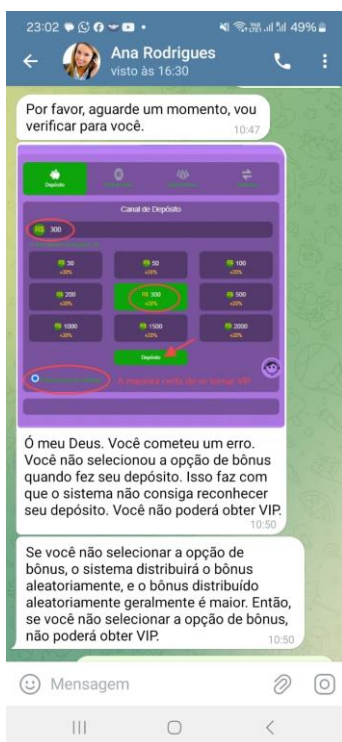 23:02
49%
Ana Rodrigues
visto às 16:30
Por favor, aguarde um momento, vou
verificar para você.
10:47
Depósito
Canal de Depósito
R$ 300
30
+20%
50
+20%
100
+20%
200
+20%
300
+20%
500
+20%
1000
+20%
1500
+20%
2000
+20%
Depósito
A maneira certa de se tornar VIP
Ó meu Deus. Você cometeu um erro.
Você não selecionou a opção de bônus
quando fez seu depósito. Isso faz com
que o sistema não consiga reconhecer
seu depósito. Você não poderá obter VIP.
10:50
Se você não selecionar a opção de
bônus, o sistema distribuirá o bônus
aleatoriamente, e o bônus distribuído
aleatoriamente geralmente é maior. Então,
se você não selecionar a opção de bônus,
não poderá obter VIP.
10:50
Mensagem